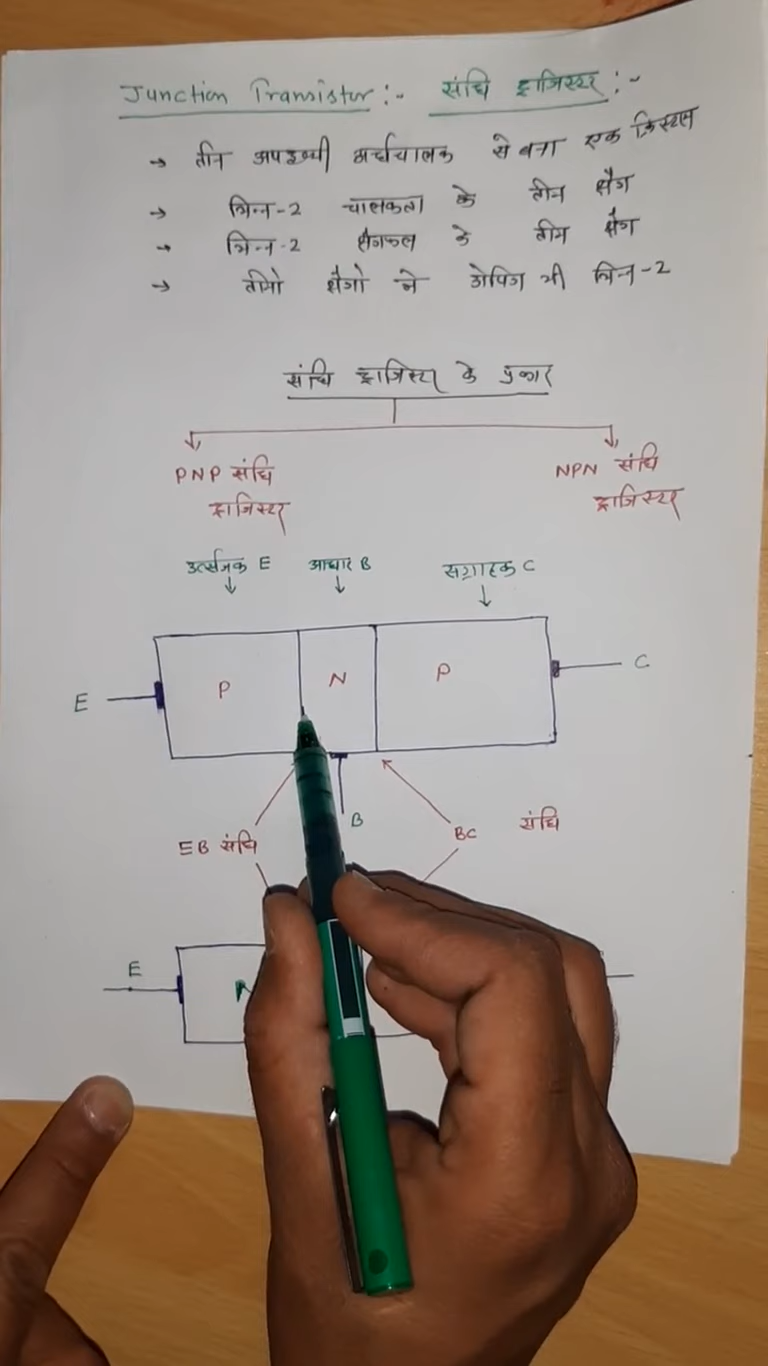 Junction Transistor :- संधि ट्रांजिस्टर :-
→ तीन अपद्रव्यी अर्धचालक से बना एक क्रिस्टल
→ भिन्न-2 चालकता के तीन क्षेत्र
→ भिन्न-2 क्षेत्रफल के तीन क्षेत्र
→ तीनो क्षेत्रो में डोपिंग भी भिन्न-2
संधि ट्रांजिस्टर के प्रकार
PNP संधि ट्रांजिस्टर
NPN संधि ट्रांजिस्टर
उत्सर्जक E आधार B संग्राहक C
E P N P C
B
EB संधि BC संधि
E